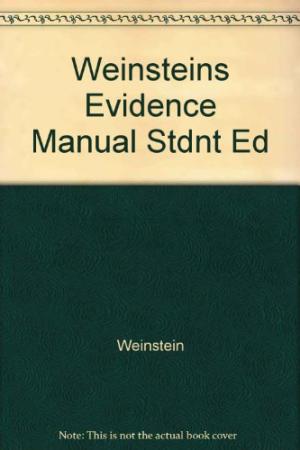 Weinsteins
Evidence
Manual Stdnt Ed
Weinstein
Note: This is not the actual book cover